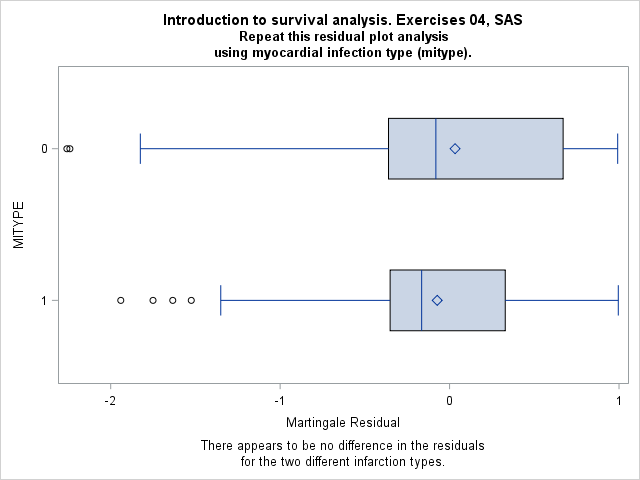 Introduction to survival analysis. Exercises 04, SAS
Repeat this residual plot analysis
using myocardial infection type (mitype).
MITYPE
0
1
-2 -1 0 1
Martingale Residual
There appears to be no difference in the residuals
for the two different infarction types.